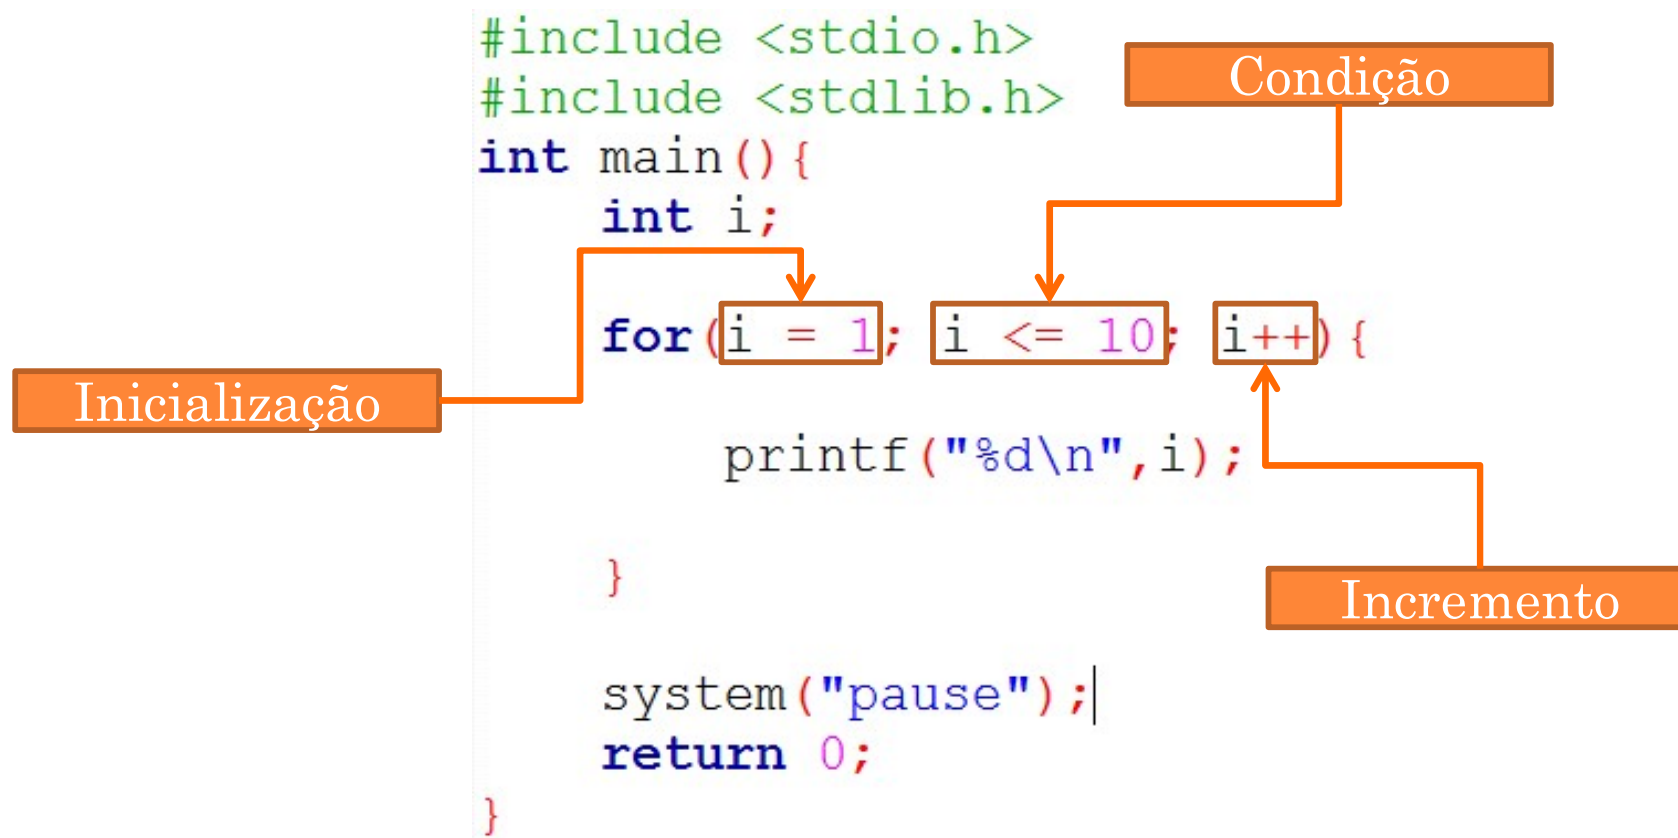 #include <stdio.h>
#include <stdlib.h>
Condição
int main(){
int i;
for(i = 1; i <= 10; i++){
Inicialização
printf("%d\n",i);
}
Incremento
system("pause");
return 0;
}